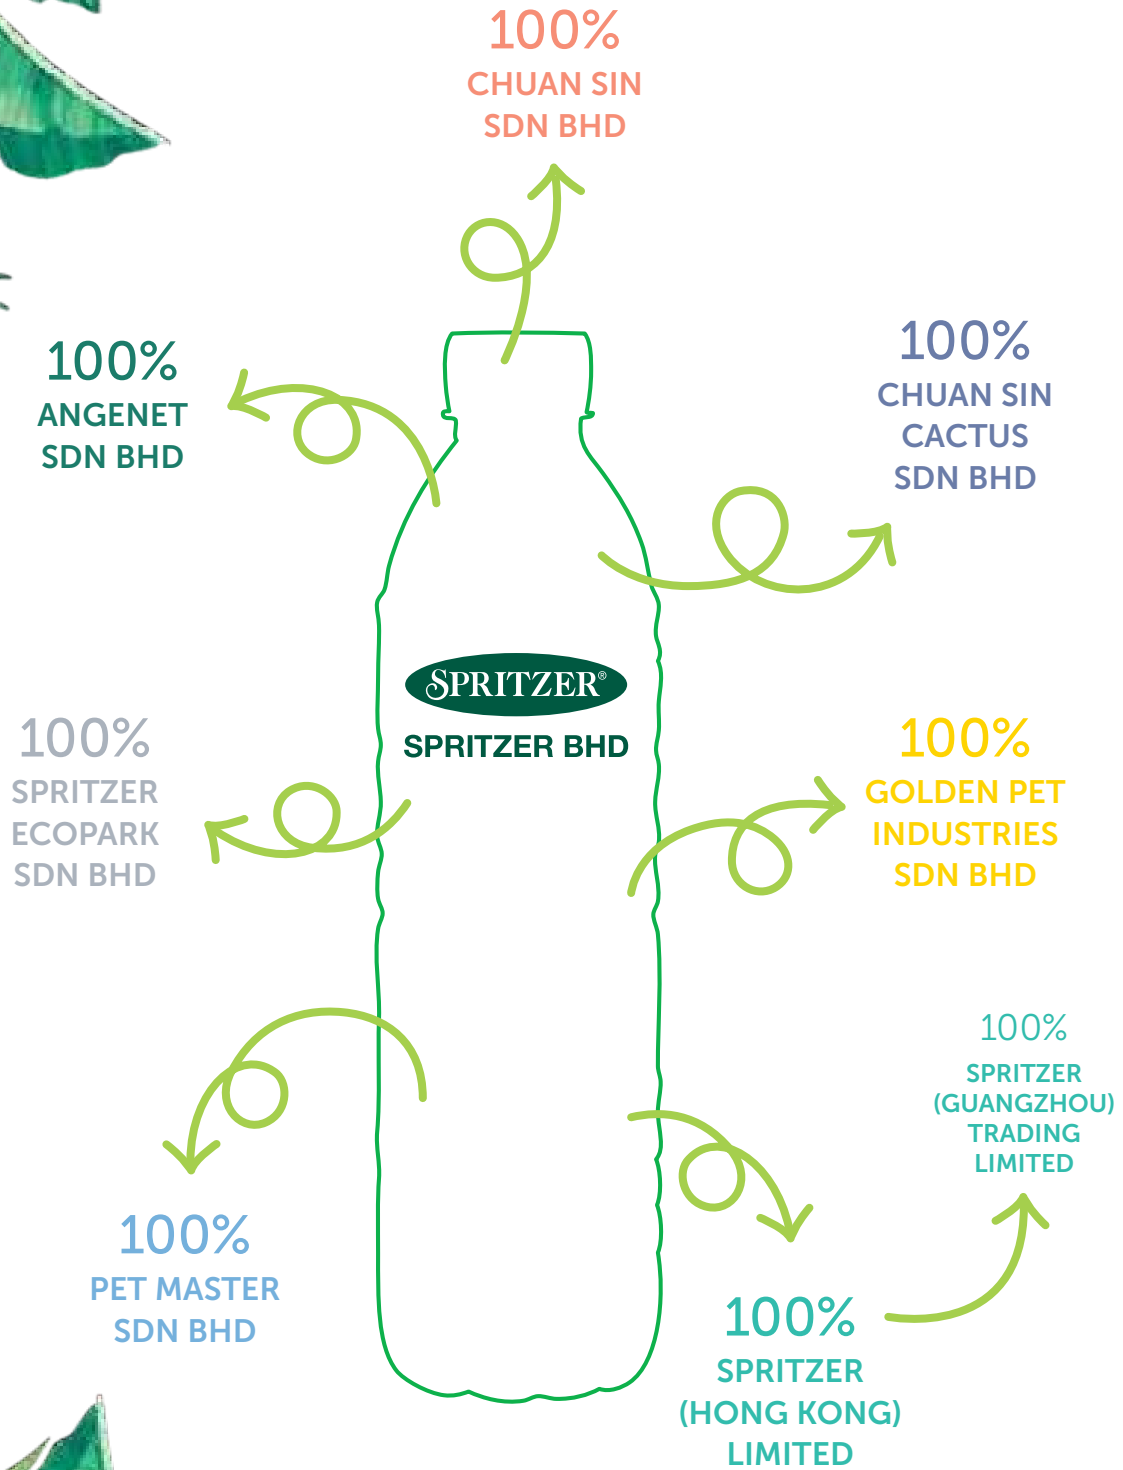 100%
CHUAN SIN
SDN BHD
100%
ANGENET
SDN BHD
100%
CHUAN SIN
CACTUS
SDN BHD
SPRITZER®
SPRITZER BHD
100%
SPRITZER
ECOPARK
SDN BHD
100%
GOLDEN PET
INDUSTRIES
SDN BHD
100%
SPRITZER
(GUANGZHOU)
TRADING
LIMITED
100%
PET MASTER
SDN BHD
100%
SPRITZER
(HONG KONG)
LIMITED